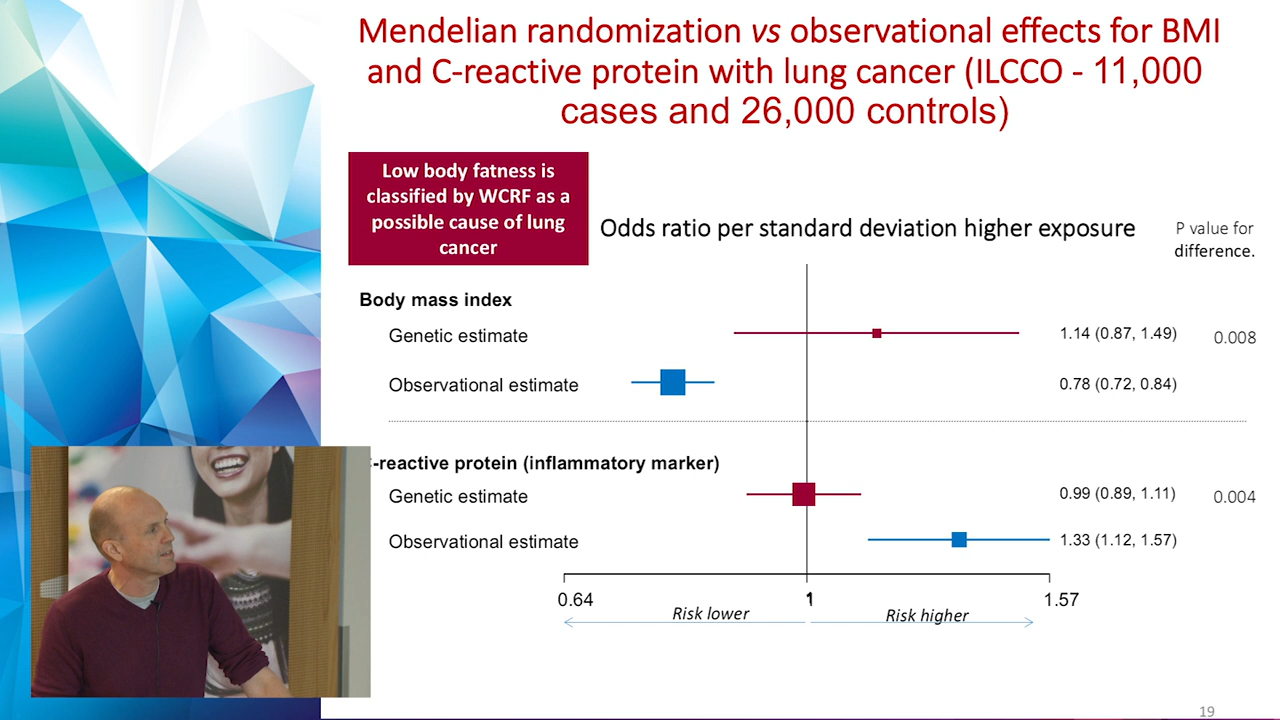 Mendelian randomization vs observational effects for BMI
and C-reactive protein with lung cancer (ILCCO - 11,000
cases and 26,000 controls)
Low body fatness is
classified by WCRF as a
possible cause of lung
cancer
Odds ratio per standard deviation higher exposure
P value for
difference.
Body mass index
Genetic estimate 1.14 (0.87, 1.49) 0.008
Observational estimate 0.78 (0.72, 0.84)
-reactive protein (inflammatory marker)
Genetic estimate 0.99 (0.89, 1.11) 0.004
Observational estimate 1.33 (1.12, 1.57)
0.64 1 1.57
Risk lower Risk higher
19